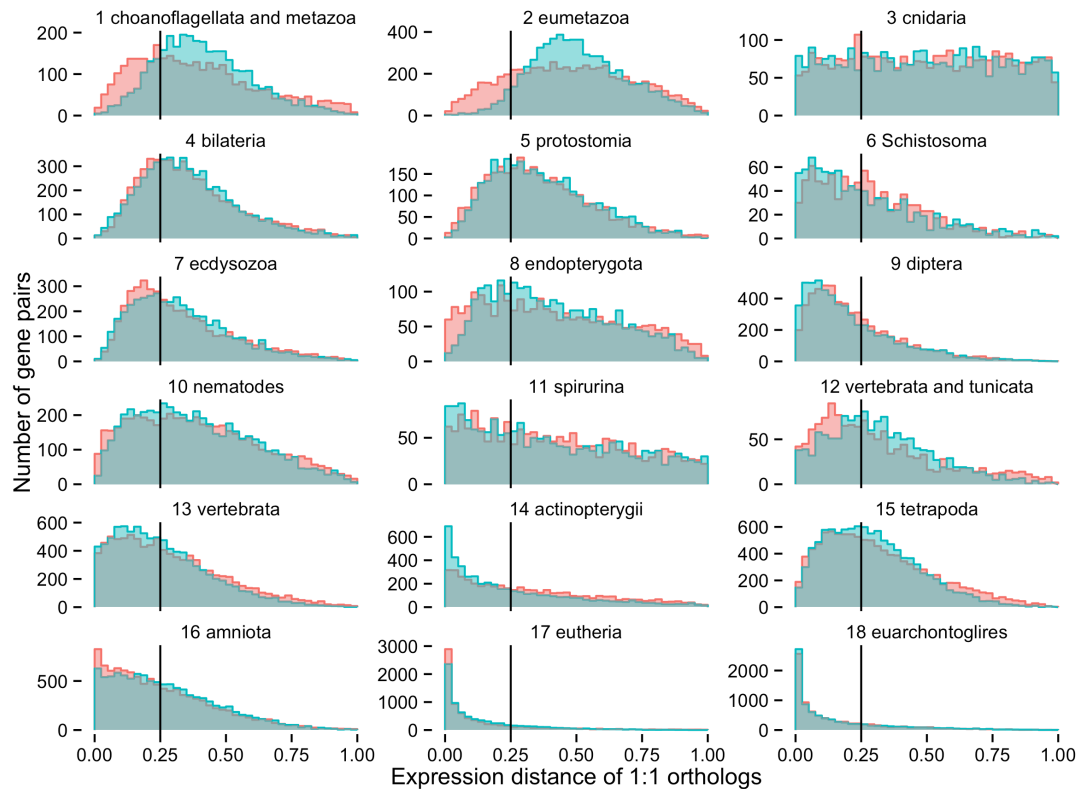 1 choanoflagellata and metazoa
2 eumetazoa
3 cnidaria
200
100
0
400
200
0
100
50
0
4 bilateria
5 protostomia
6 Schistosoma
300
200
100
0
150
100
50
0
60
40
20
0
7 ecdysozoa
8 endopterygota
9 diptera
300
200
100
0
100
50
0
400
200
0
10 nematodes
11 spirurina
12 vertebrata and tunicata
200
100
0
50
0
50
0
13 vertebrata
14 actinopterygii
15 tetrapoda
600
400
200
0
600
400
200
0
600
400
200
0
16 amniota
17 eutheria
18 euarchontoglires
500
0
3000
2000
1000
0
2000
1000
0
0.00 0.25 0.50 0.75 1.00
0.00 0.25 0.50 0.75 1.00
0.00 0.25 0.50 0.75 1.00
Number of gene pairs
Expression distance of 1:1 orthologs